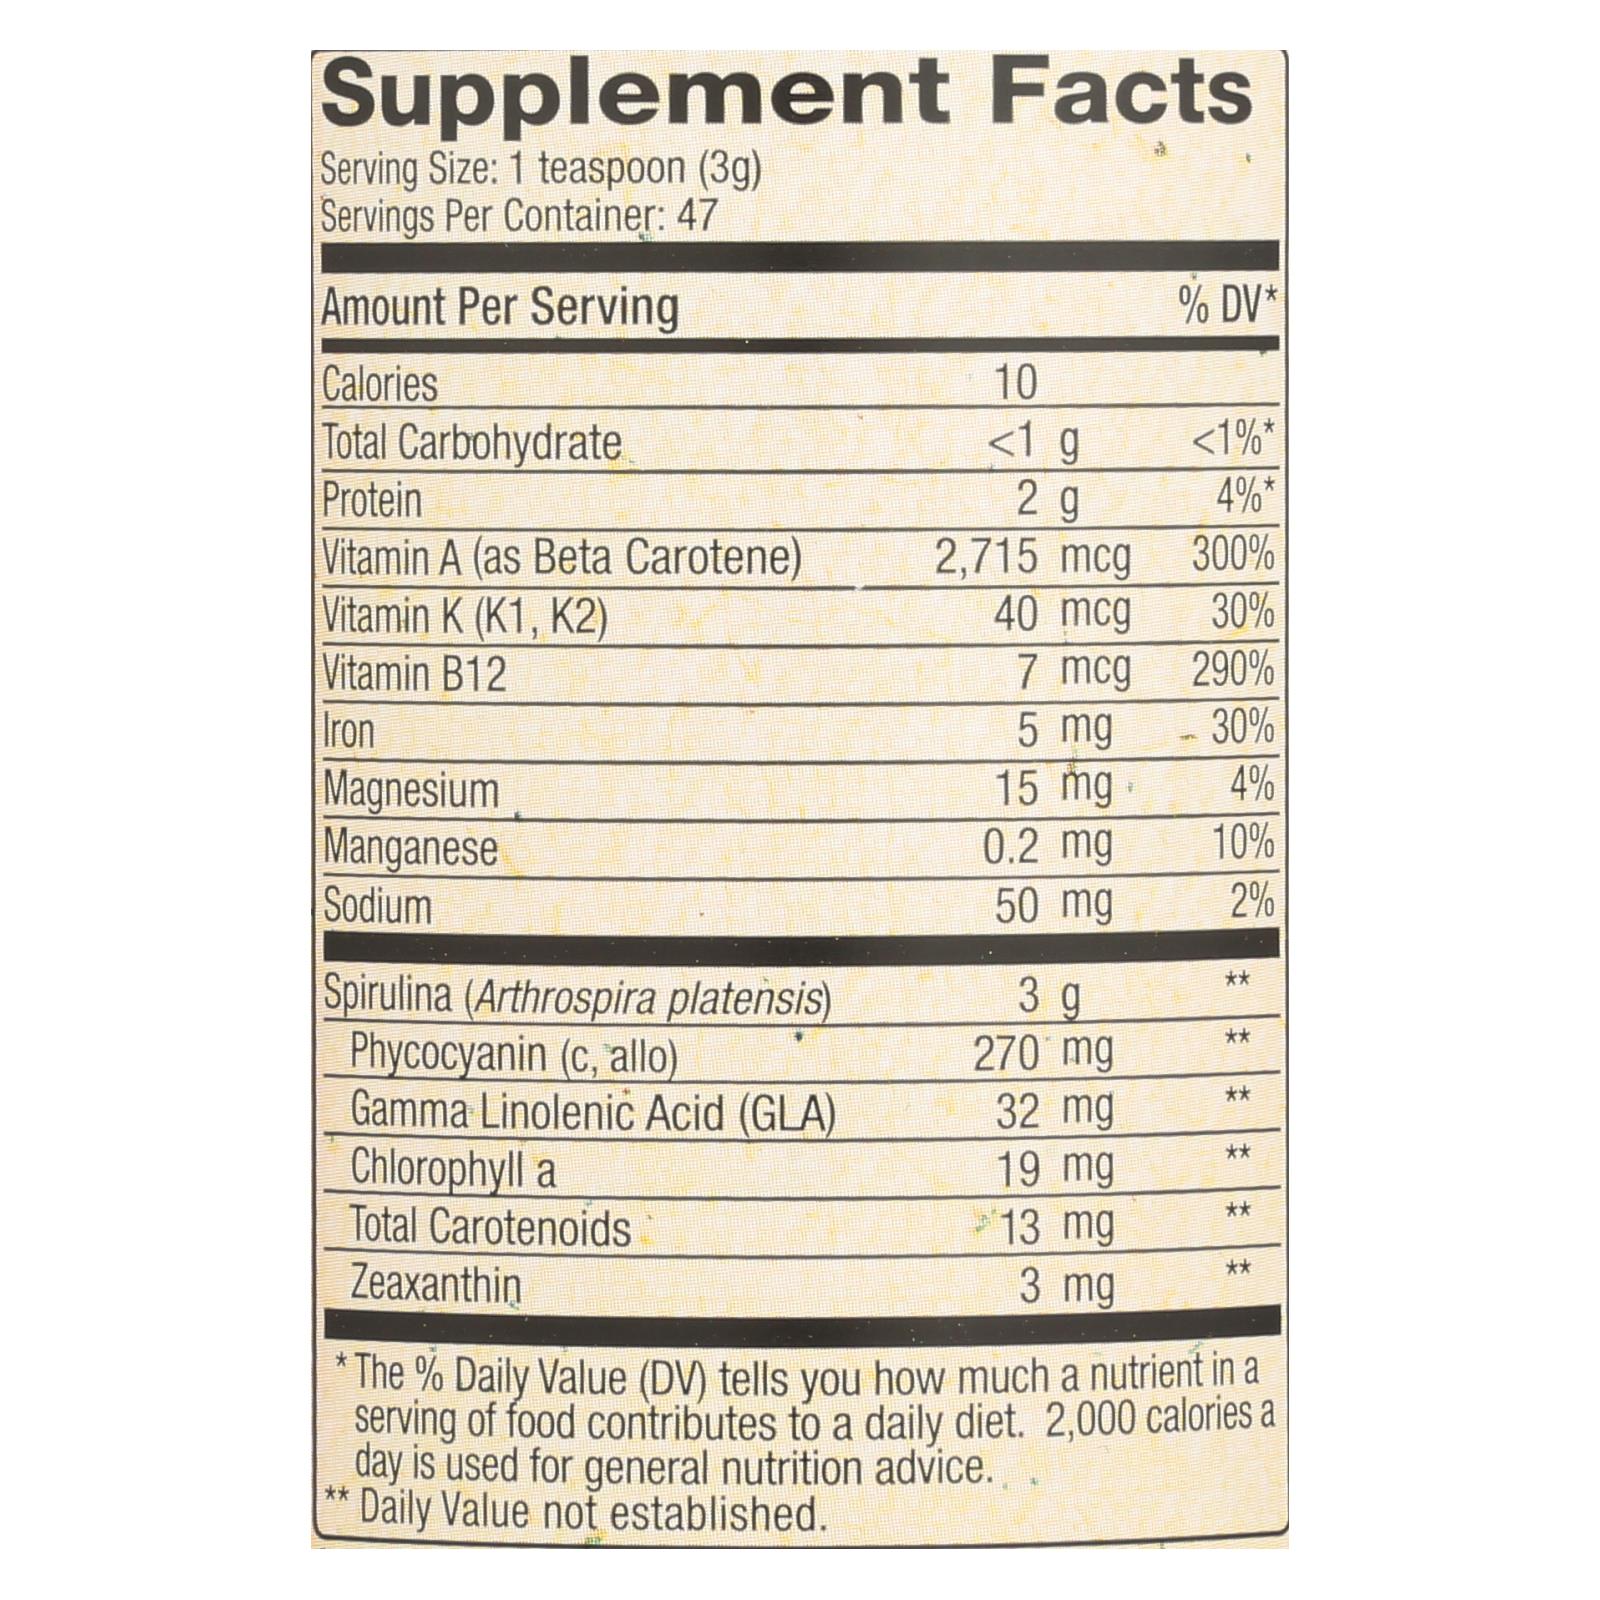 Supplement Facts
Serving Size: 1 teaspoon (3g)
Servings Per Container: 47
Amount Per Serving % DV*
Calories 10
Total Carbohydrate <1 g <1%*
Protein 2 g 4%*
Vitamin A (as Beta Carotene) 2,715 mcg 300%
Vitamin K (K1, K2) 40 mcg 30%
Vitamin B12 7 mcg 290%
Iron 5 mg 30%
Magnesium 15 mg 4%
Manganese 0.2 mg 10%
Sodium 50 mg 2%
Spirulina (Arthrospira platensis) 3 g **
Phycocyanin (c, allo) 270 mg **
Gamma Linolenic Acid (GLA) 32 mg **
Chlorophyll a 19 mg **
Total Carotenoids 13 mg **
Zeaxanthin 3 mg **
* The % Daily Value (DV) tells you how much a nutrient in a
serving of food contributes to a daily diet. 2,000 calories a
day is used for general nutrition advice.
** Daily Value not established.